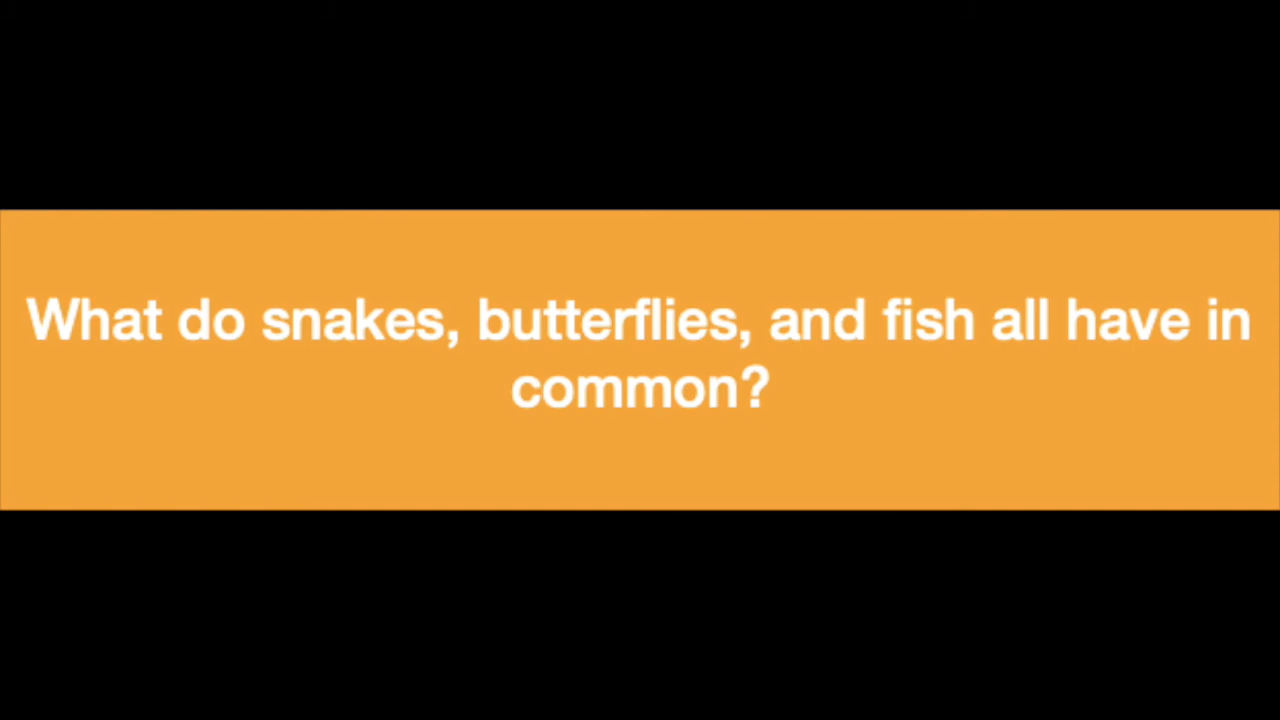 What do snakes, butterflies, and fish all have in
common?